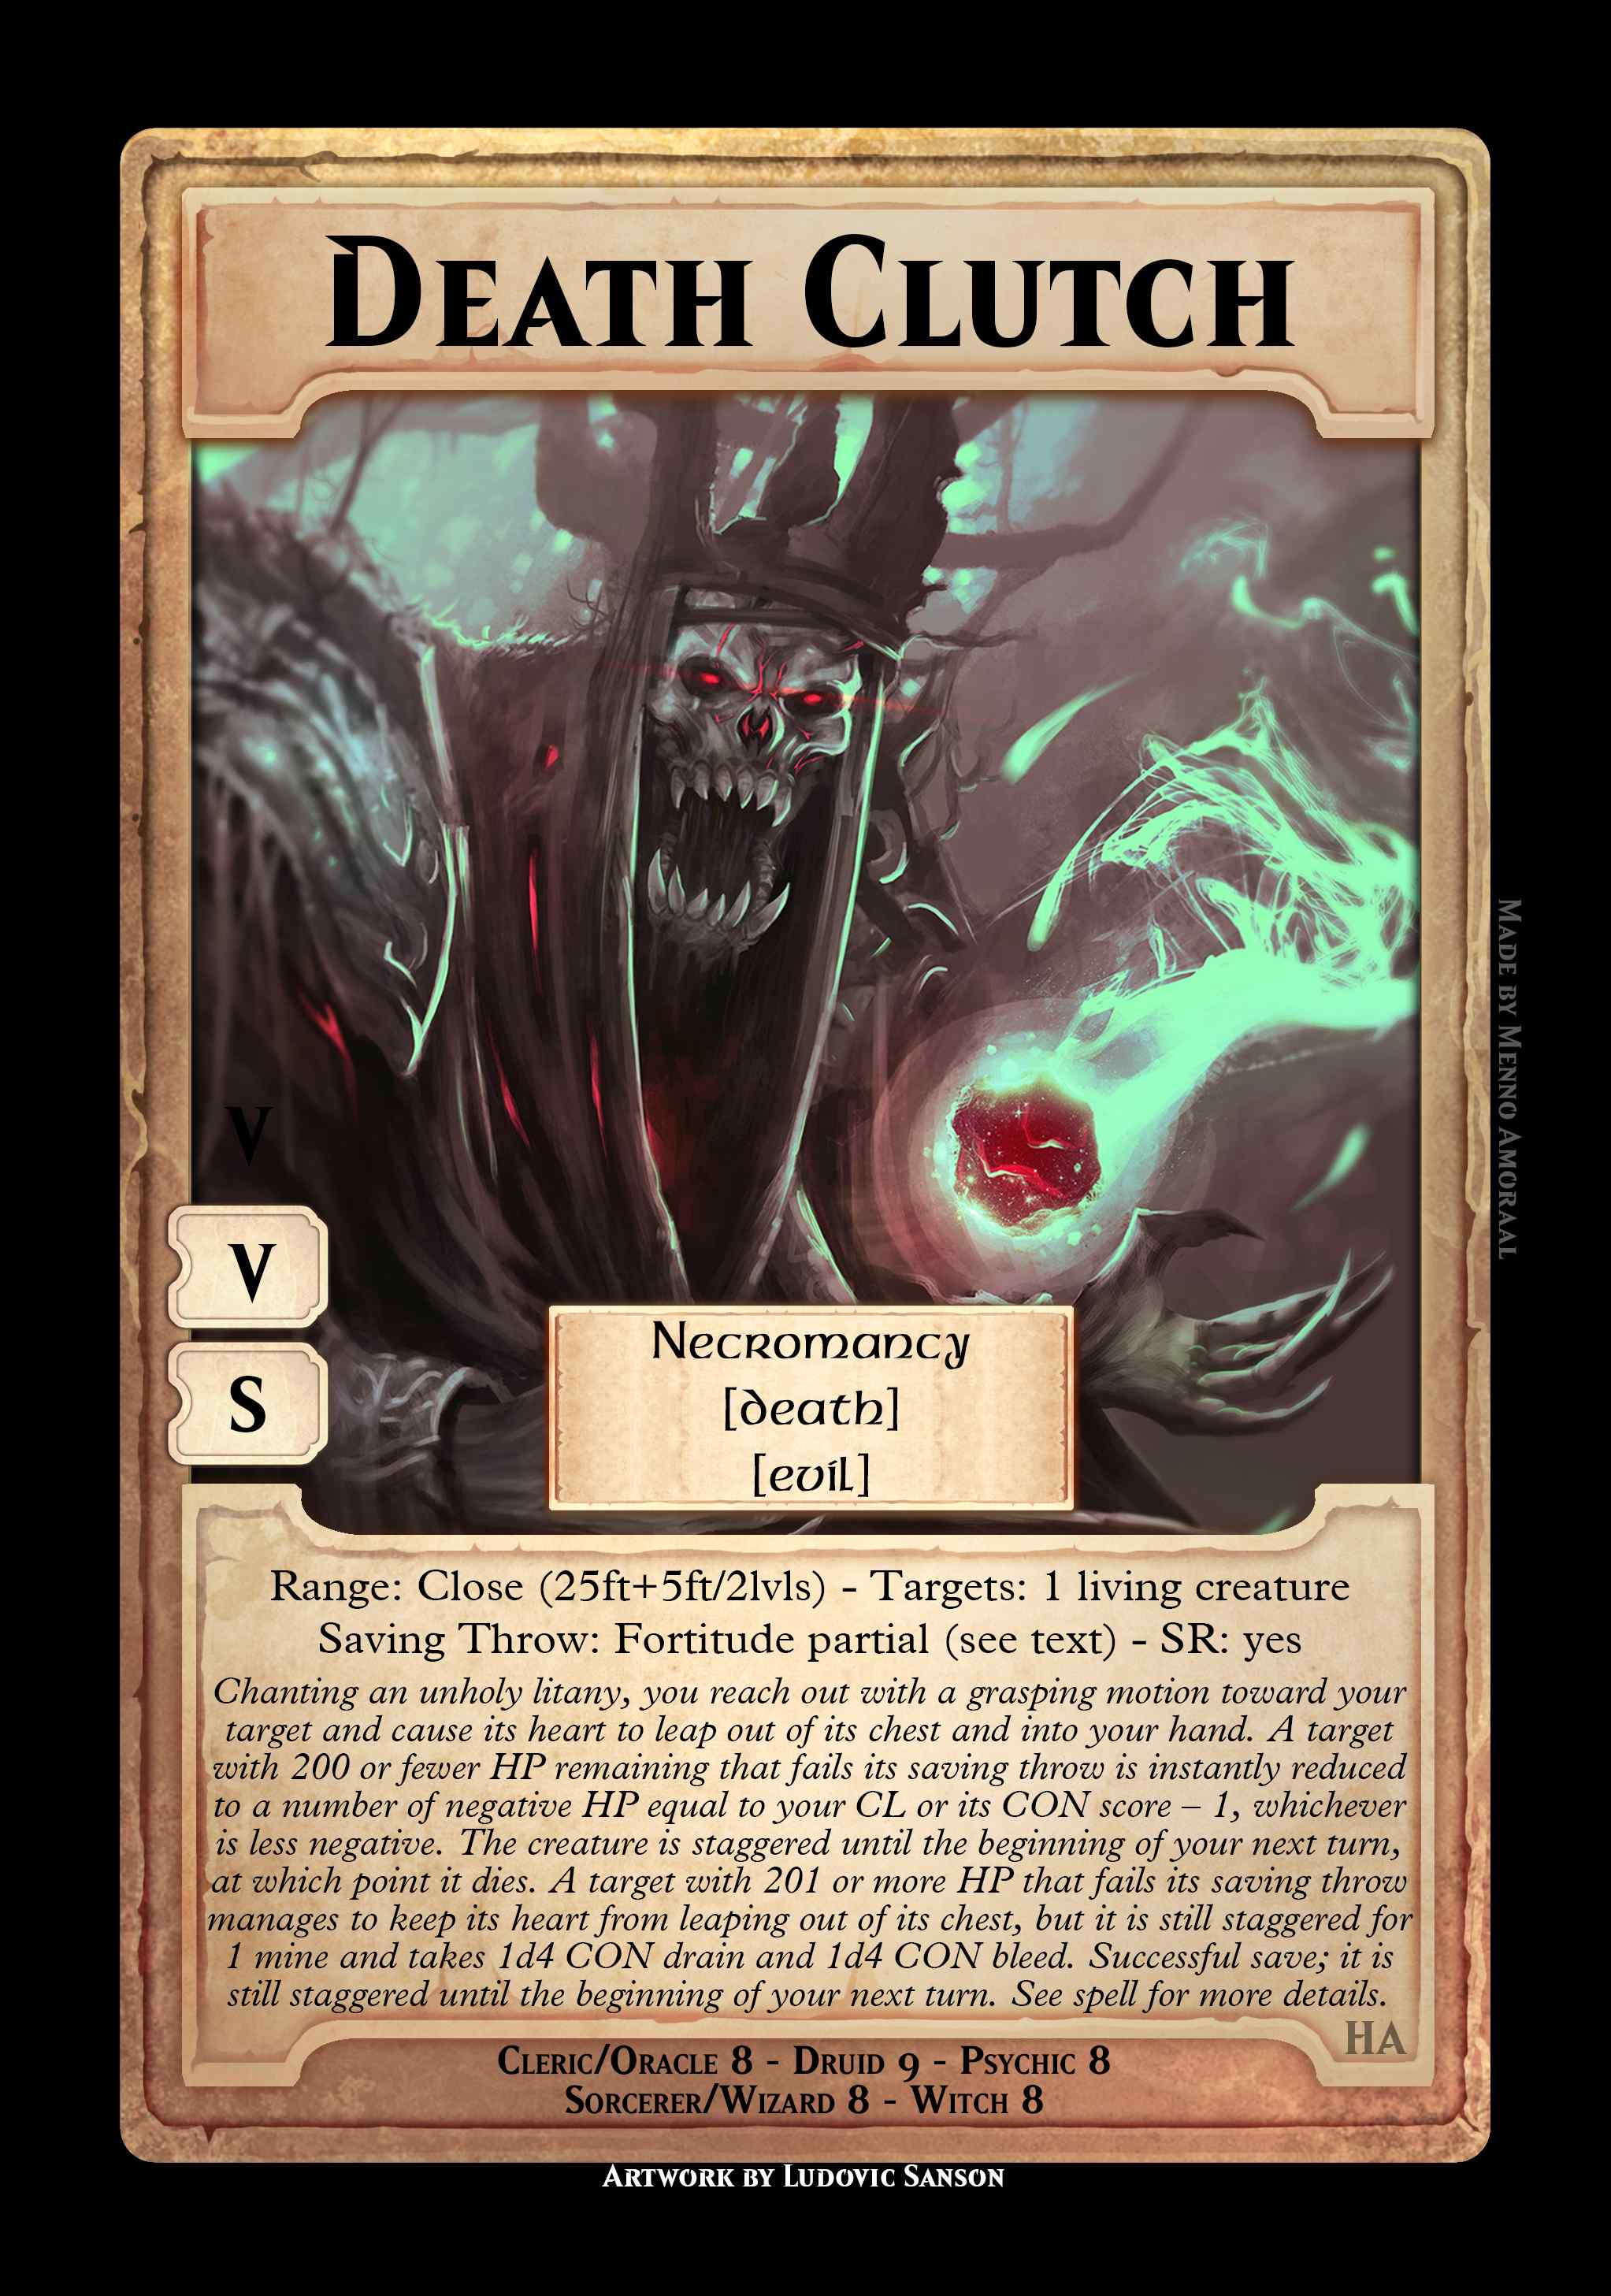 Death Clutch
V
V
S
Necromancy
[death]
[evil]
Range: Close (25ft+5ft/2lvls) - Targets: 1 living creature
Saving Throw: Fortitude partial (see text) - SR: yes
Chanting an unholy litany, you reach out with a grasping motion toward your
target and cause its heart to leap out of its chest and into your hand. A target
with 200 or fewer HP remaining that fails its saving throw is instantly reduced
to a number of negative HP equal to your CL or its CON score – 1, whichever
is less negative. The creature is staggered until the beginning of your next turn,
at which point it dies. A target with 201 or more HP that fails its saving throw
manages to keep its heart from leaping out of its chest, but it is still staggered for
1 mine and takes 1d4 CON drain and 1d4 CON bleed. Successful save; it is
still staggered until the beginning of your next turn. See spell for more details.
HA
Cleric/Oracle 8 - Druid 9 - Psychic 8
Sorcerer/Wizard 8 - Witch 8
Artwork by Ludovic Sanson
Made by Menno Amoraal